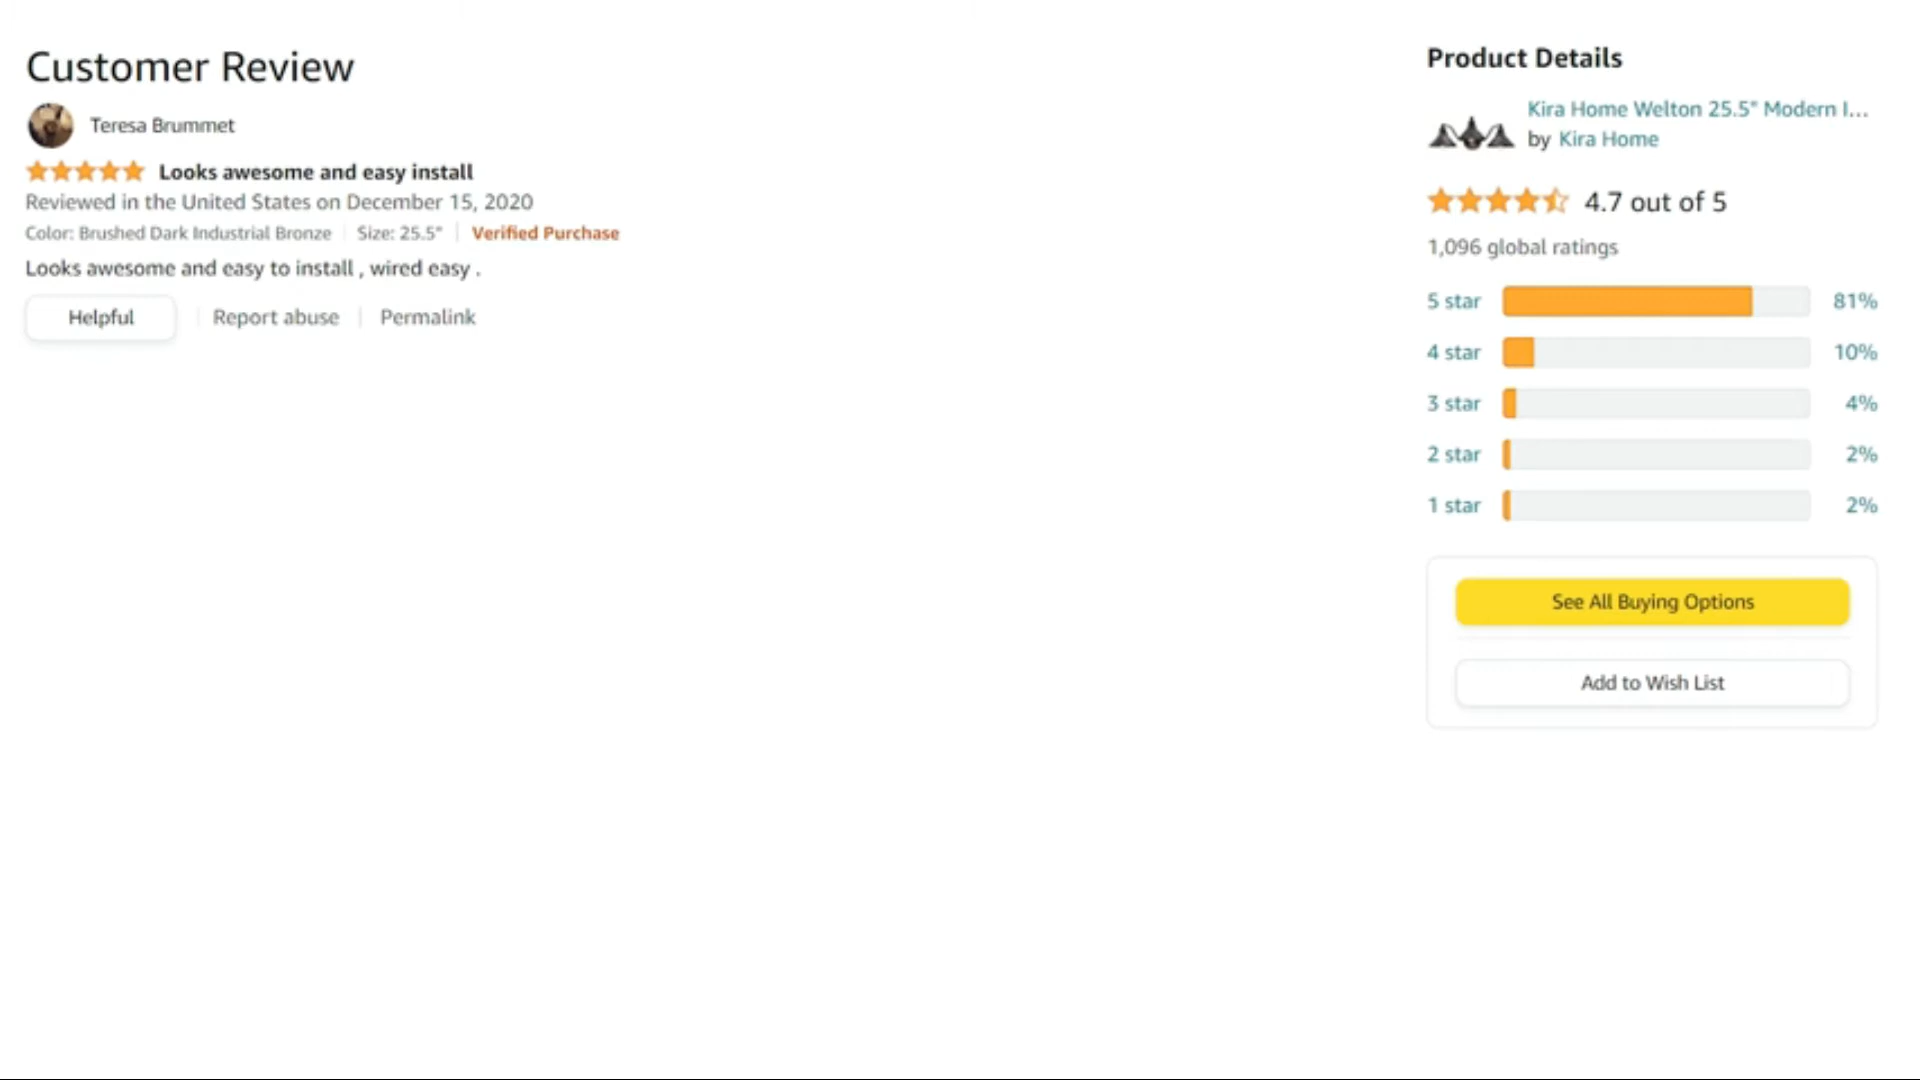 Customer Review
Teresa Brummet
Looks awesome and easy install
Reviewed in the United States on December 15, 2020
Color: Brushed Dark Industrial Bronze | Size: 25.5" | Verified Purchase
Looks awesome and easy to install , wired easy .
Helpful | Report abuse | Permalink
Product Details
Kira Home Welton 25.5" Modern I...
by Kira Home
4.7 out of 5
1,096 global ratings
5 star 81%
4 star 10%
3 star 4%
2 star 2%
1 star 2%
See All Buying Options
Add to Wish List